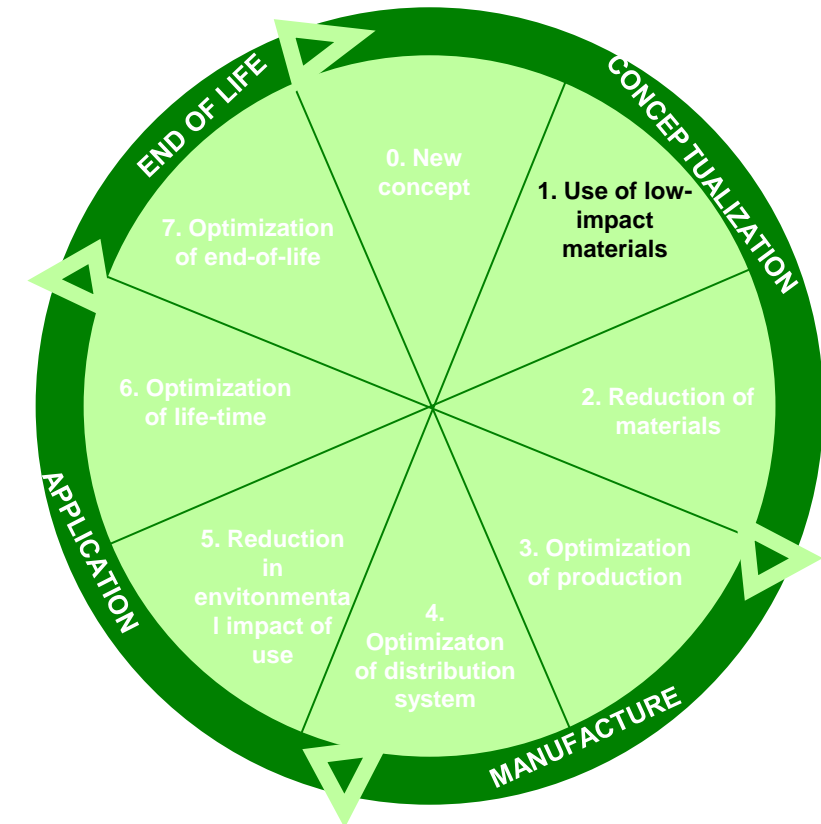 CONCEPTUALIZATION
0. New
concept
1. Use of low-
impact
materials
2. Reduction of
materials
3. Optimization
of production
MANUFACTURE
4.
Optimizaton
of distribution
system
5. Reduction
in
envitonmenta
l impact of
use
APPLICATION
6. Optimization
of life-time
7. Optimization
of end-of-life
END OF LIFE